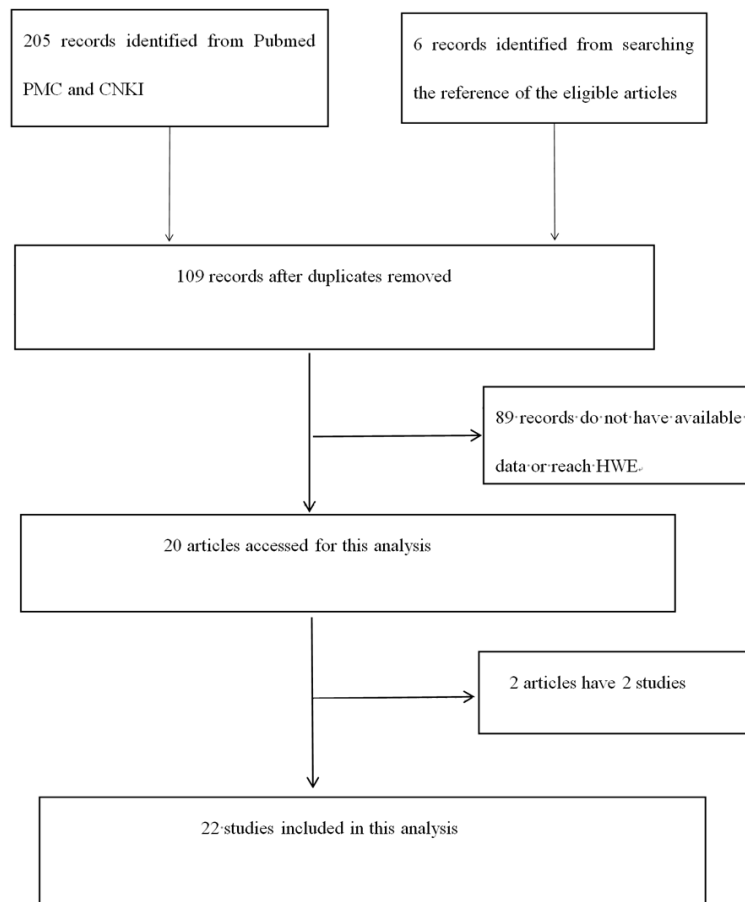 205 records identified from Pubmed
PMC and CNKI
6 records identified from searching
the reference of the eligible articles
109 records after duplicates removed
89·records·do·not·have·available·
data·or·reach·HWE.
20 articles accessed for this analysis
2 articles have 2 studies
22·studies included in this analysis